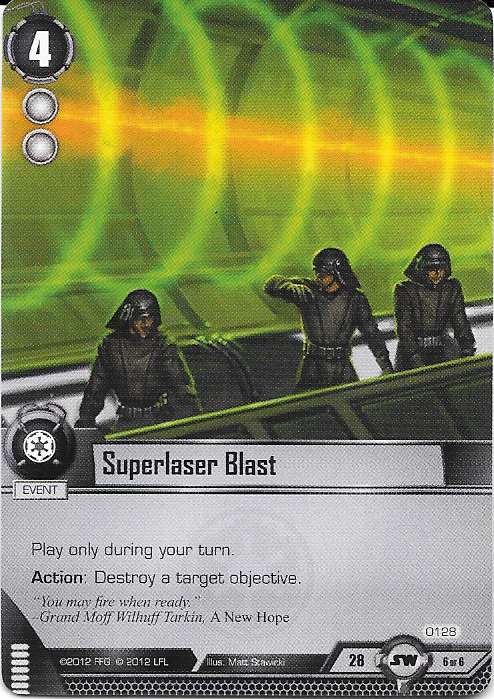 4
Superlaser Blast
EVENT
Play only during your turn.
Action: Destroy a target objective.
“You may fire when ready.”
-Grand Moff Wilhuff Tarkin, A New Hope
0128
©2012 FFG © 2012 LFL
Illus. Matt Stawicki
28
SW
6 of 6